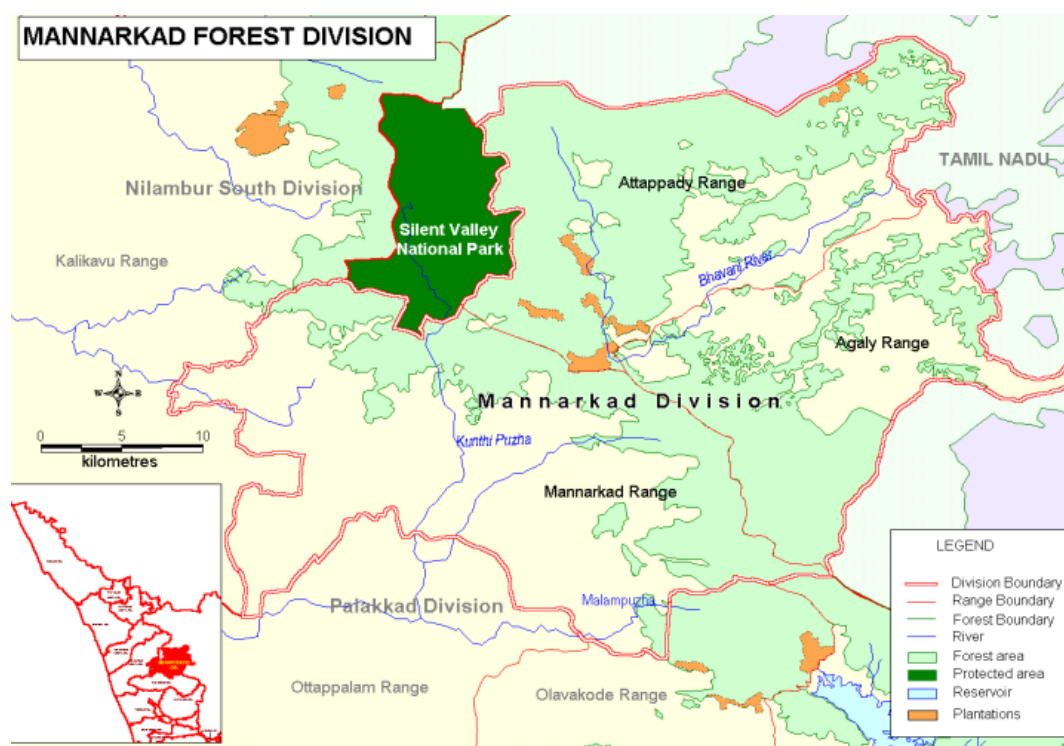 MANNARKAD FOREST DIVISION
TAMIL NADU
Attappady Range
Nilambur South Division
Silent Valley
National Park
Kalikavu Range
Bhavani River
Agaly Range
N
W E
S
Mannarkad Division
0 5 10
kilometres
Kunthi Puzha
Mannarkad Range
LEGEND
Division Boundary
Range Boundary
Forest Boundary
River
Forest area
Protected area
Reservoir
Plantations
Malampuzha
Palakkad Division
Ottappalam Range
Olavakode Range